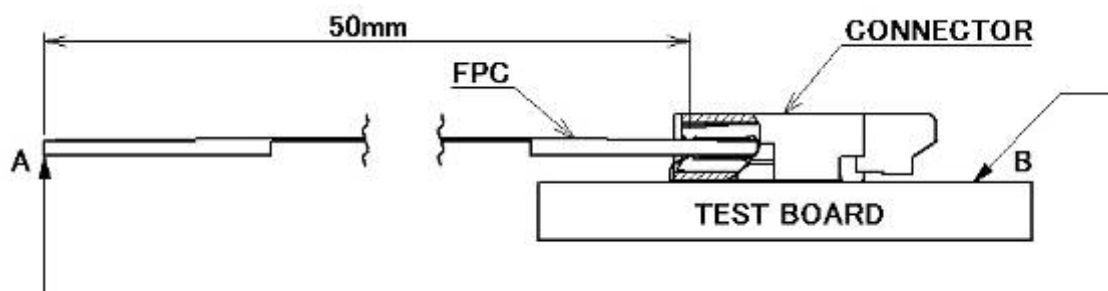 50mm
CONNECTOR
FPC
A
B
TEST BOARD